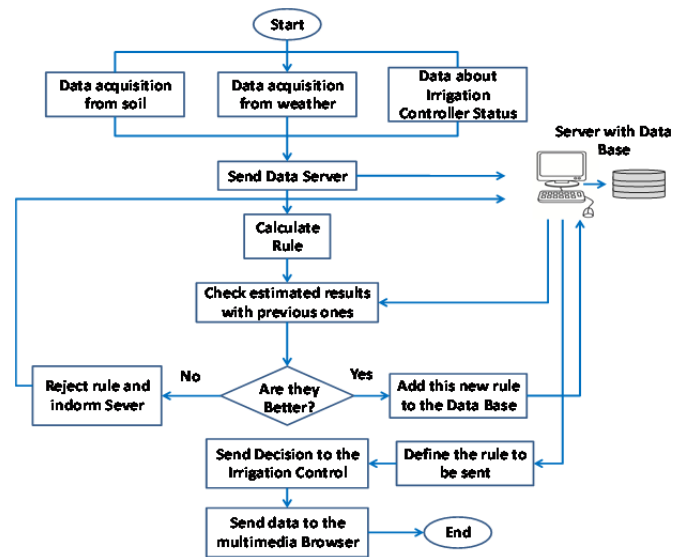 Start
Data acquisition
from soil
Data acquisition
from weather
Data about
Irrigation
Controller Status
Server with Data
Base
Send Data Server
Calculate
Rule
Check estimated results
with previous ones
Reject rule and
indorm Sever
No
Are they
Better?
Yes
Add this new rule
to the Data Base
Send Decision to the
Irrigation Control
Define the rule to
be sent
Send data to the
multimedia Browser
End